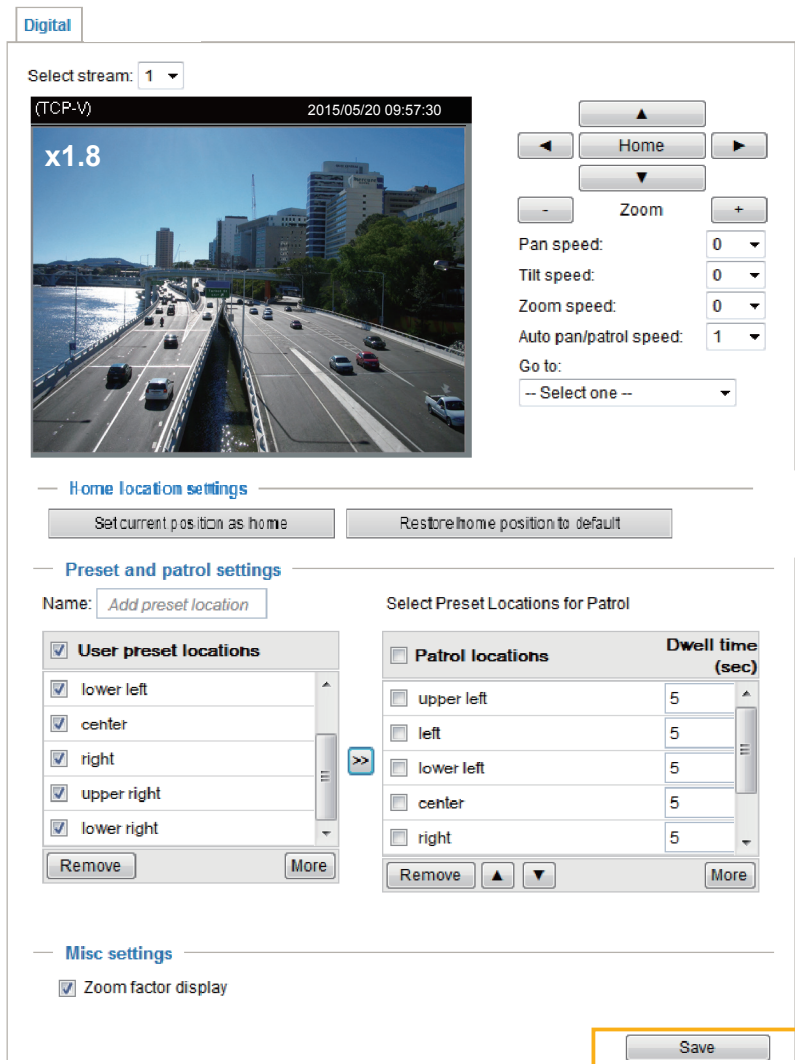 Digital
Select stream: 1
(TCP-V) 2015/05/20 09:57:30
x1.8
Home
- Zoom +
Pan speed: 0
Tilt speed: 0
Zoom speed: 0
Auto pan/patrol speed: 1
Go to:
-- Select one --
Home location settings
Set current position as home
Restore home position to default
Preset and patrol settings
Name: Add preset location
User preset locations
lower left
center
right
upper right
lower right
Remove More
>>
Select Preset Locations for Patrol
Patrol locations Dwell time (sec)
upper left 5
left 5
lower left 5
center 5
right 5
Remove More
Misc settings
Zoom factor display
Save